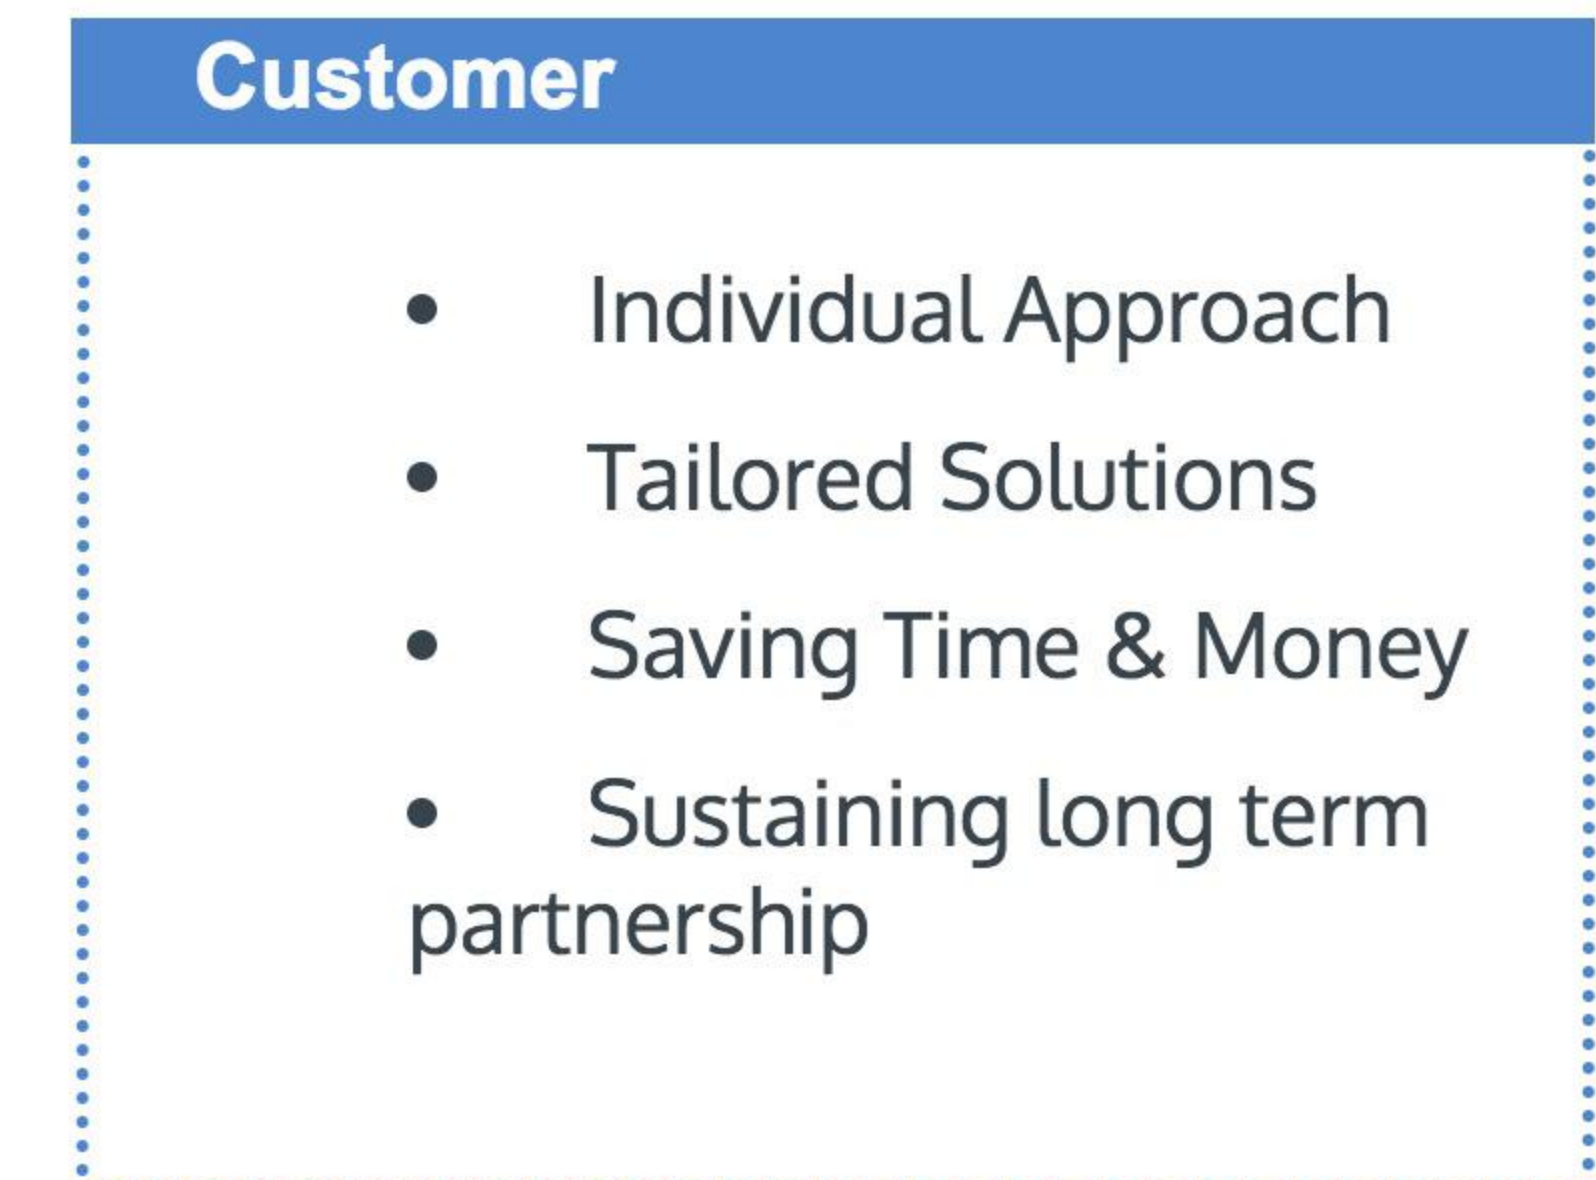 Customer
• Individual Approach
• Tailored Solutions
• Saving Time & Money
• Sustaining long term
partnership